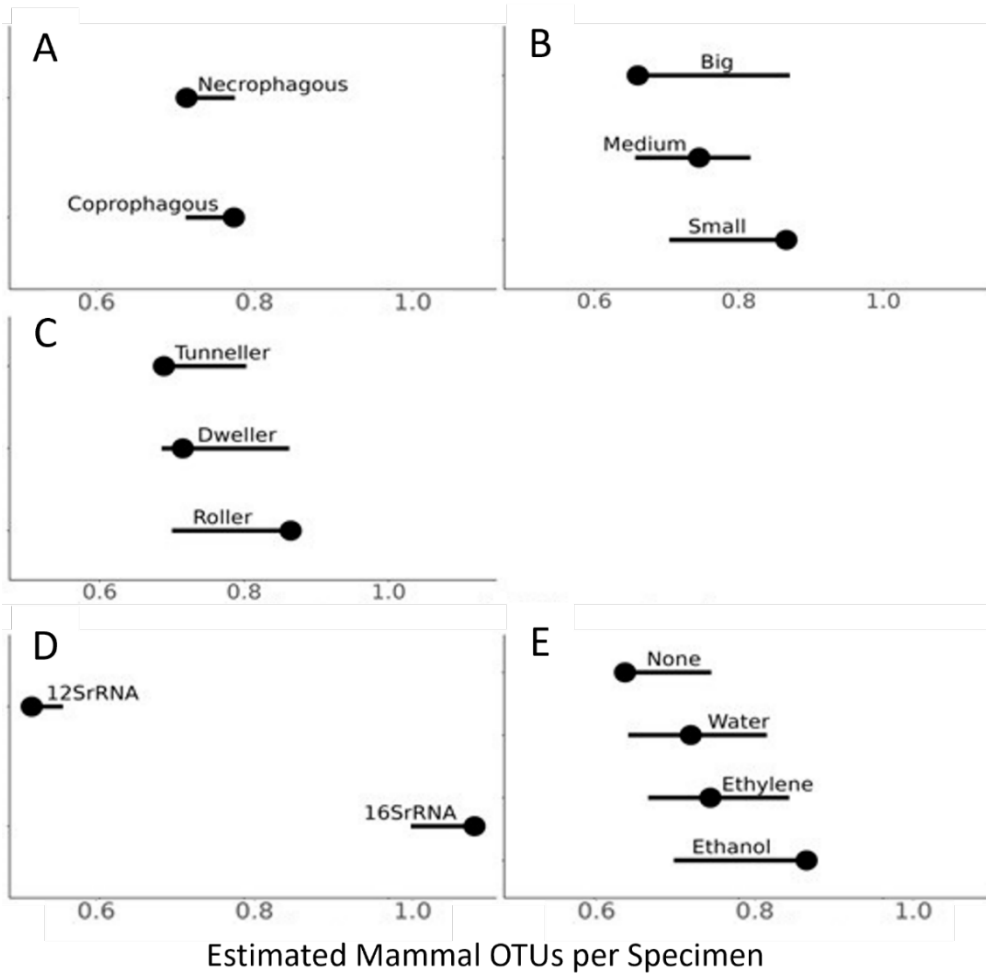 A
Necrophagous
Coprophagous
0.6 0.8 1.0
B
Big
Medium
Small
0.6 0.8 1.0
C
Tunneller
Dweller
Roller
0.6 0.8 1.0
D
12SrRNA
16SrRNA
0.6 0.8 1.0
E
None
Water
Ethylene
Ethanol
0.6 0.8 1.0
Estimated Mammal OTUs per Specimen